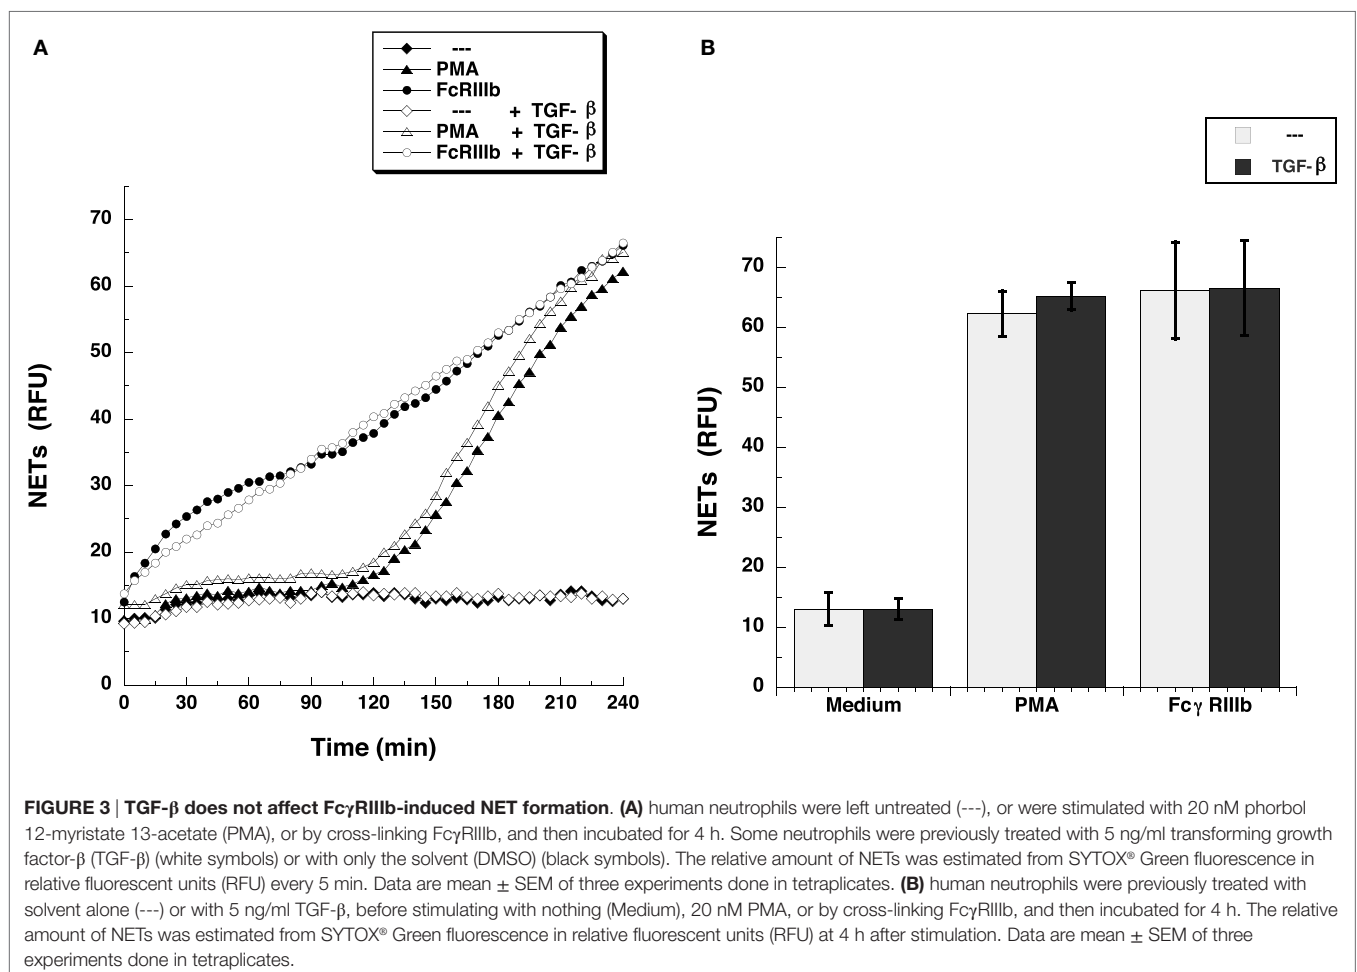 A
---
PMA
FcRIIIb
--- + TGF- β
PMA + TGF- β
FcRIIIb + TGF- β
NETs (RFU)
70
60
50
40
30
20
10
0
0 30 60 90 120 150 180 210 240
Time (min)
B
---
TGF- β
NETs (RFU)
70
60
50
40
30
20
10
0
Medium PMA Fcγ RIIIb
FIGURE 3 | TGF-β does not affect FcγRIIIb-induced NET formation. (A) human neutrophils were left untreated (---), or were stimulated with 20 nM phorbol
12-myristate 13-acetate (PMA), or by cross-linking FcγRIIIb, and then incubated for 4 h. Some neutrophils were previously treated with 5 ng/ml transforming growth
factor-β (TGF-β) (white symbols) or with only the solvent (DMSO) (black symbols). The relative amount of NETs was estimated from SYTOX® Green fluorescence in
relative fluorescent units (RFU) every 5 min. Data are mean ± SEM of three experiments done in tetraplicates. (B) human neutrophils were previously treated with
solvent alone (---) or with 5 ng/ml TGF-β, before stimulating with nothing (Medium), 20 nM PMA, or by cross-linking FcγRIIIb, and then incubated for 4 h. The relative
amount of NETs was estimated from SYTOX® Green fluorescence in relative fluorescent units (RFU) at 4 h after stimulation. Data are mean ± SEM of three
experiments done in tetraplicates.